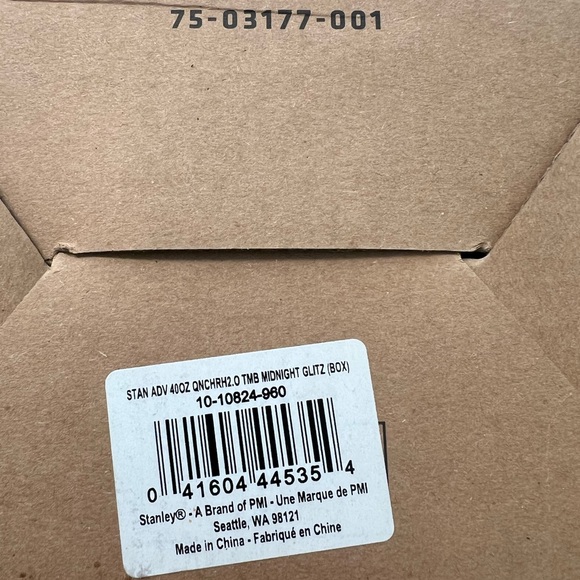 75-03177-001
STAN ADV 40OZ QNCHRH2.O TMB MIDNIGHT GLITZ (BOX)
10-10824-960
0 41604 44535 4
Stanley® - A Brand of PMI - Une Marque de PMI
Seattle, WA 98121
Made in China - Fabriqué en Chine